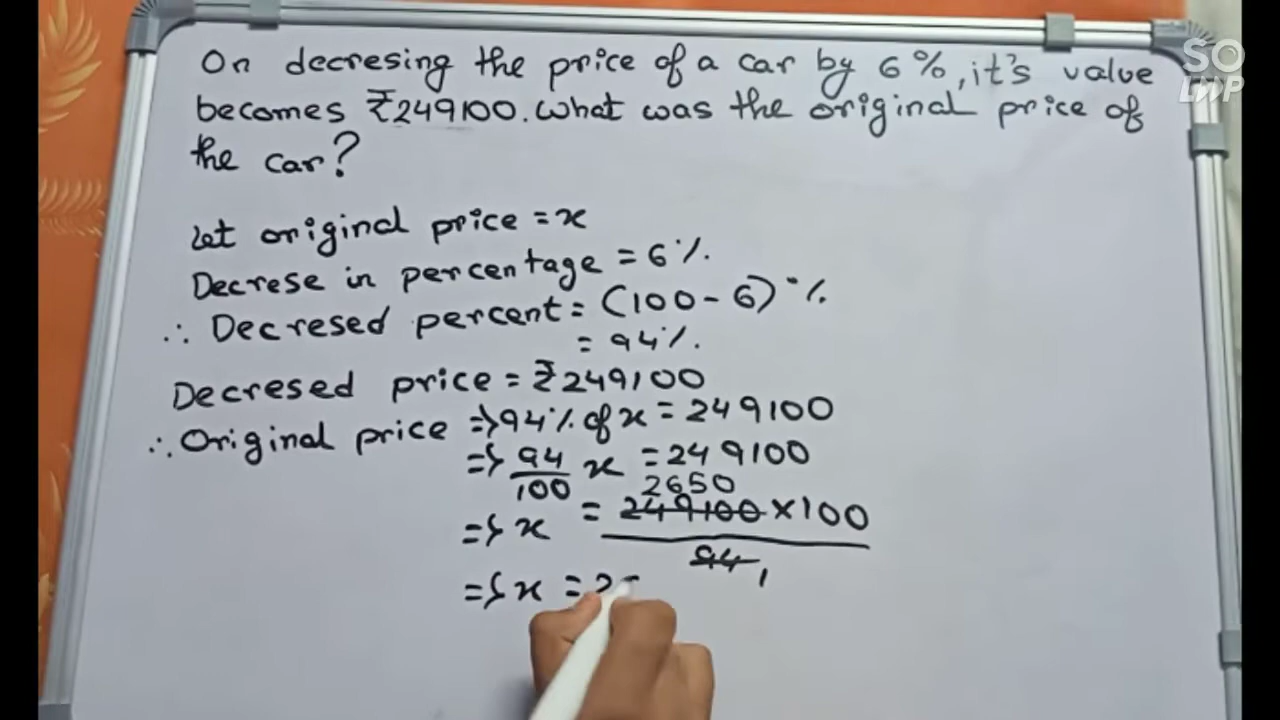 On decresing the price of a car by 6%, it's value
becomes ₹249100. What was the original price of
the car?
Let original price = x
Decrese in percentage = 6%.
∴ Decresed percent = (100 - 6)%
= 94%.
Decresed price = ₹249100
∴ Original price => 94% of x = 249100
=> 94/100 x = 249100
2650
=> x = 249100 × 100
94 1
=> x =
SO